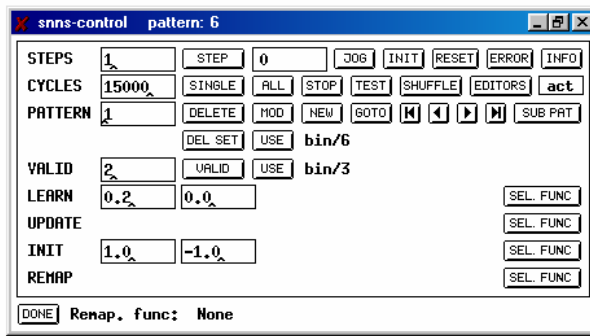 snns-control pattern: 6
STEPS 1 STEP 0 JOG INIT RESET ERROR INFO
CYCLES 15000 SINGLE ALL STOP TEST SHUFFLE EDITORS act
PATTERN 1 DELETE MOD NEW GOTO SUB PAT
DEL SET USE bin/6
VALID 2 VALID USE bin/3
LEARN 0.2 0.0 SEL. FUNC
UPDATE SEL. FUNC
INIT 1.0 -1.0 SEL. FUNC
REMAP SEL. FUNC
DONE Remap. func: None